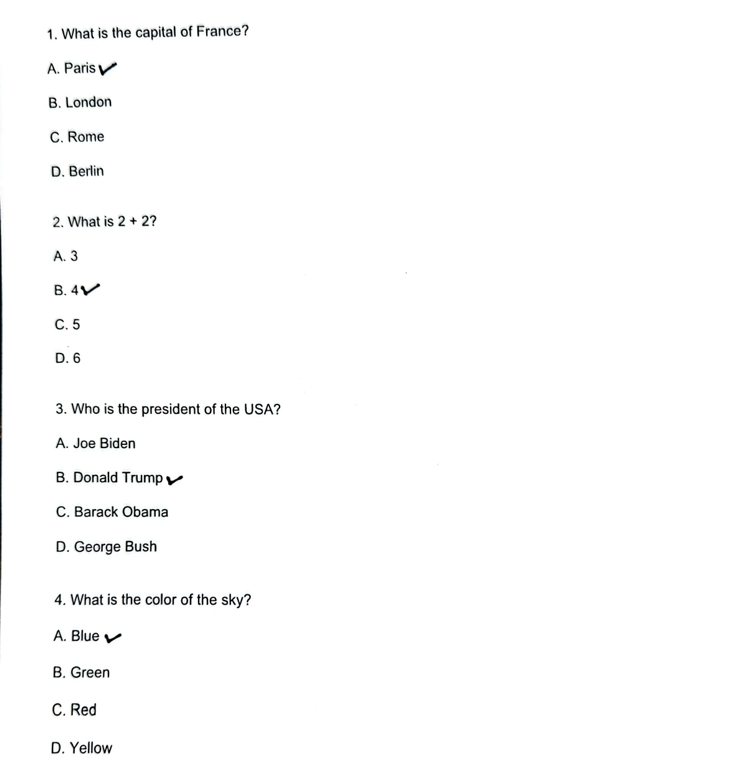 1. What is the capital of France?
A. Paris ✓
B. London
C. Rome
D. Berlin
2. What is 2 + 2?
A. 3
B. 4 ✓
C. 5
D. 6
3. Who is the president of the USA?
A. Joe Biden
B. Donald Trump ✓
C. Barack Obama
D. George Bush
4. What is the color of the sky?
A. Blue ✓
B. Green
C. Red
D. Yellow